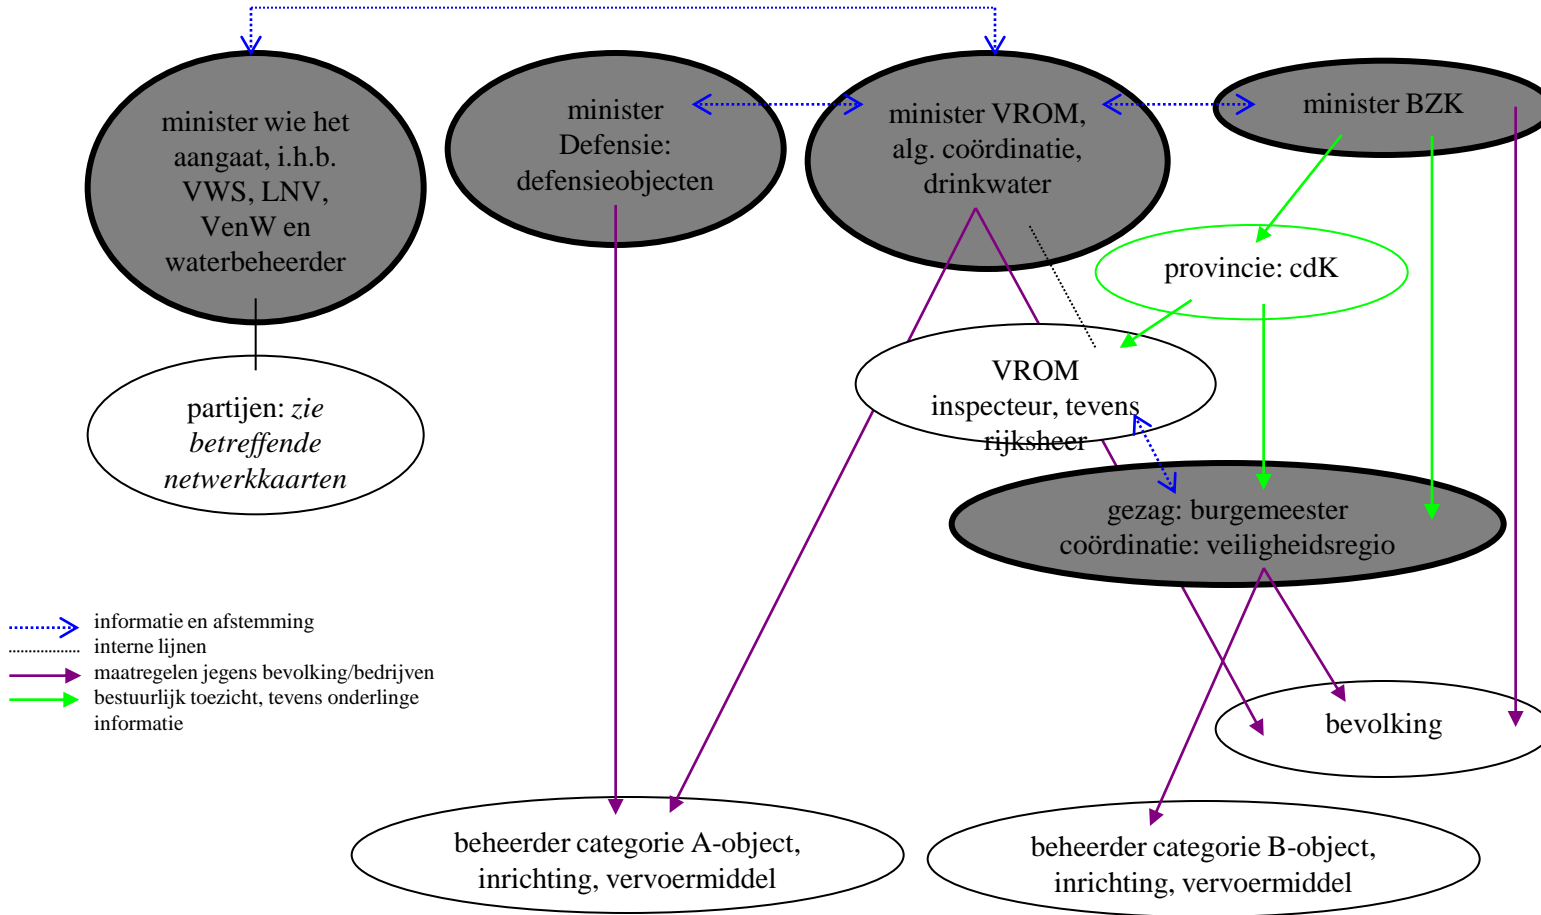 minister wie het
aangaat, i.h.b.
VWS, LNV,
VenW en
waterbeheerder
minister
Defensie:
defensieobjecten
minister VROM,
alg. coördinatie,
drinkwater
minister BZK
provincie: cdK
partijen: zie
betreffende
netwerkkaarten
VROM
inspecteur, tevens
rijksheer
gezag: burgemeester
coördinatie: veiligheidsregio
informatie en afstemming
interne lijnen
maatregelen jegens bevolking/bedrijven
bestuurlijk toezicht, tevens onderlinge
informatie
bevolking
beheerder categorie A-object,
inrichting, vervoermiddel
beheerder categorie B-object,
inrichting, vervoermiddel